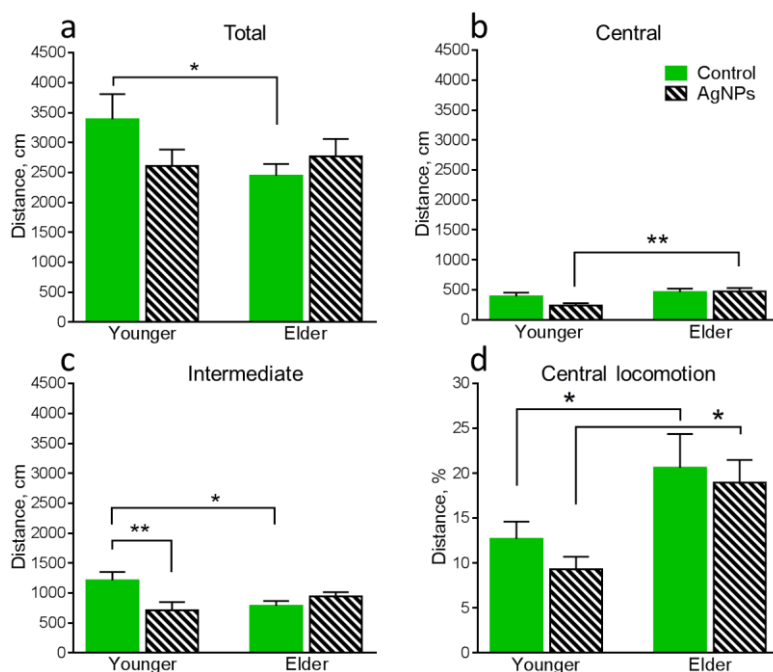 a
Total
4500
4000
3500
3000
2500
2000
1500
1000
500
0
Distance, cm
*
Younger
Elder
b
Central
4500
4000
3500
3000
2500
2000
1500
1000
500
0
Distance, cm
Control
AgNPs
**
Younger
Elder
c
Intermediate
4500
4000
3500
3000
2500
2000
1500
1000
500
0
Distance, cm
*
**
Younger
Elder
d
Central locomotion
30
25
20
15
10
5
0
Distance, %
*
*
Younger
Elder